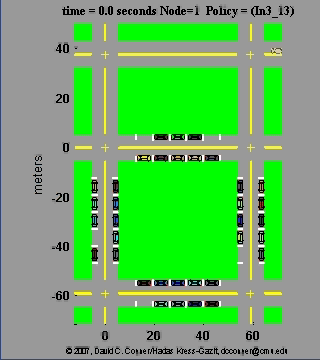 time = 0.0 seconds Node=1 Policy = (In3_13)
40
20
0
-20
-40
-60
meters
0 20 40 60
© 2007, David C. Conner/Hadas Kress-Gazit, dcconner@cmu.edu